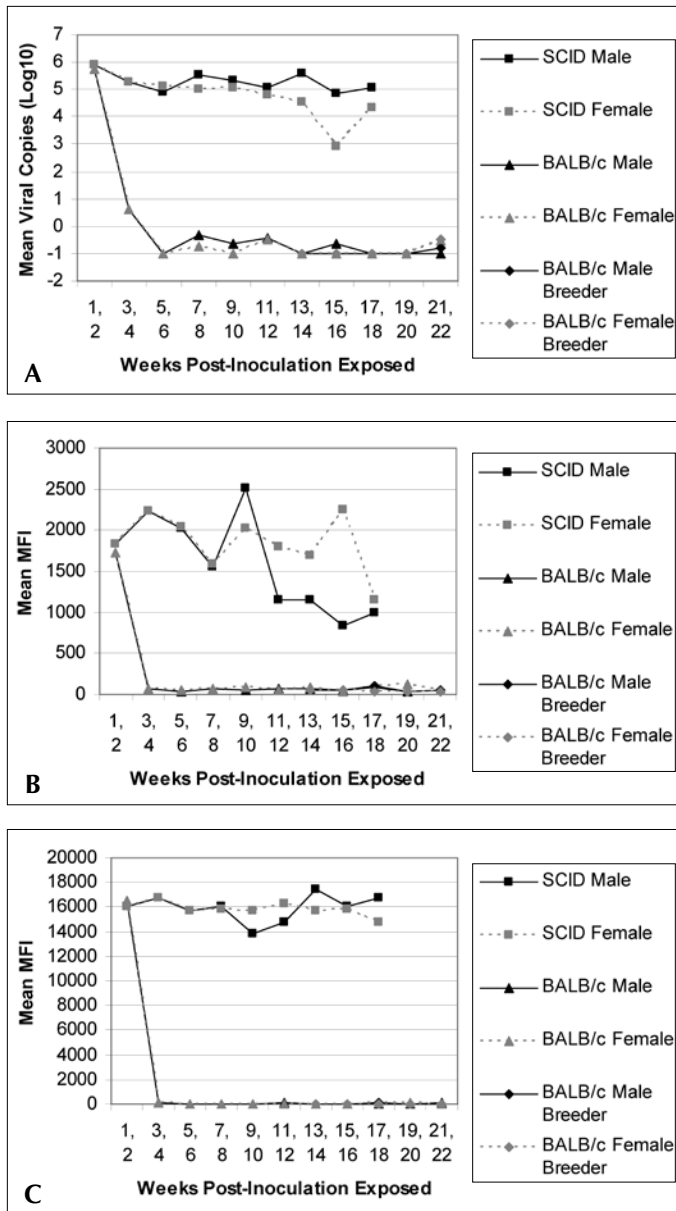 7
6
5
4
3
2
1
0
-1
-2
Mean Viral Copies (Log10)
1, 3, 5, 7, 9, 11, 13, 15, 17, 19, 21,
2 4 6 8 10 12 14 16 18 20 22
Weeks Post-Inoculation Exposed
SCID Male
SCID Female
BALB/c Male
BALB/c Female
BALB/c Male
Breeder
BALB/c Female
Breeder
A
3000
2500
2000
1500
1000
500
0
Mean MFI
1, 3, 5, 7, 9, 11, 13, 15, 17, 19, 21,
2 4 6 8 10 12 14 16 18 20 22
Weeks Post-Inoculation Exposed
SCID Male
SCID Female
BALB/c Male
BALB/c Female
BALB/c Male
Breeder
BALB/c Female
Breeder
B
20000
18000
16000
14000
12000
10000
8000
6000
4000
2000
0
Mean MFI
1, 3, 5, 7, 9, 11, 13, 15, 17, 19, 21,
2 4 6 8 10 12 14 16 18 20 22
Weeks Post-Inoculation Exposed
SCID Male
SCID Female
BALB/c Male
BALB/c Female
BALB/c Male
Breeder
BALB/c Female
Breeder
C